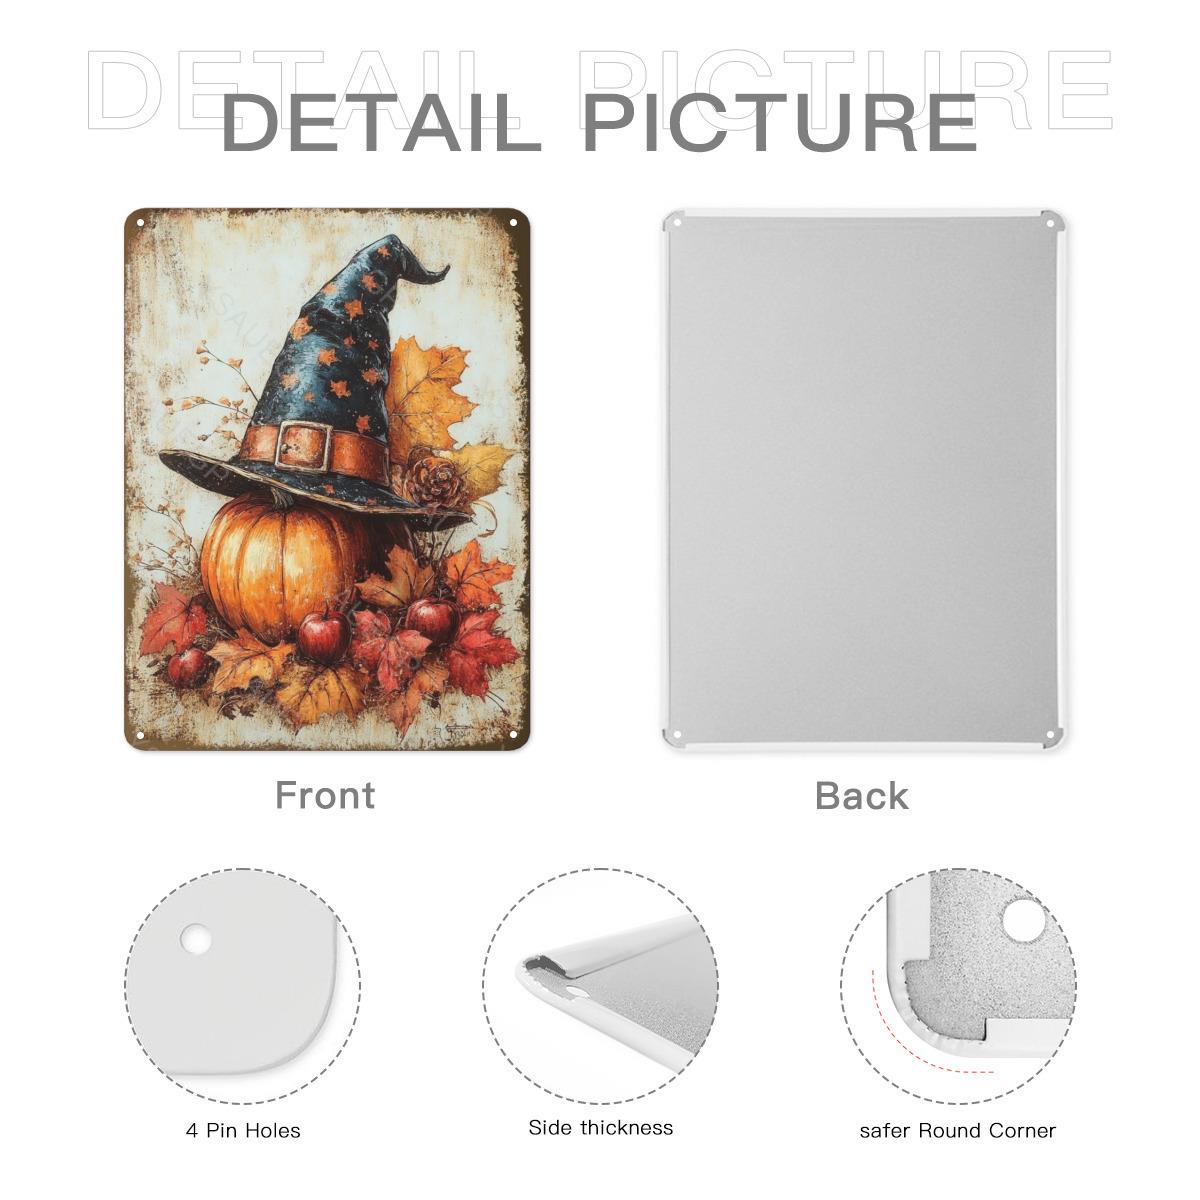 DETAIL PICTURE
DETAIL PICTURE
Front
Back
4 Pin Holes
Side thickness
safer Round Corner